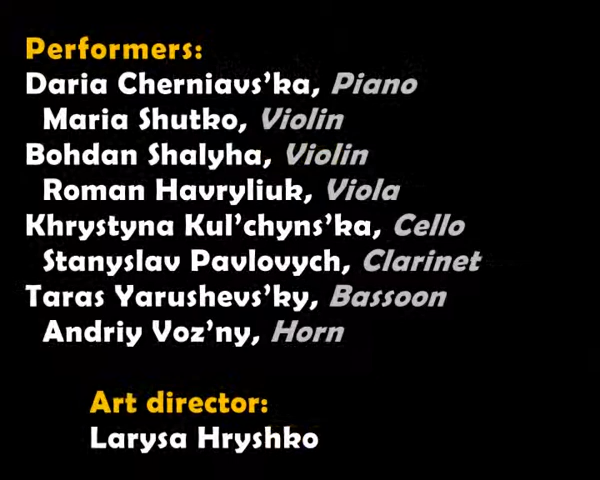 Performers:
Daria Cherniavs'ka, Piano
Maria Shutko, Violin
Bohdan Shalyha, Violin
Roman Havryliuk, Viola
Khrystyna Kul'chyns'ka, Cello
Stanyslav Pavlovych, Clarinet
Taras Yarushevs'ky, Bassoon
Andriy Voz'ny, Horn
Art director:
Larysa Hryshko